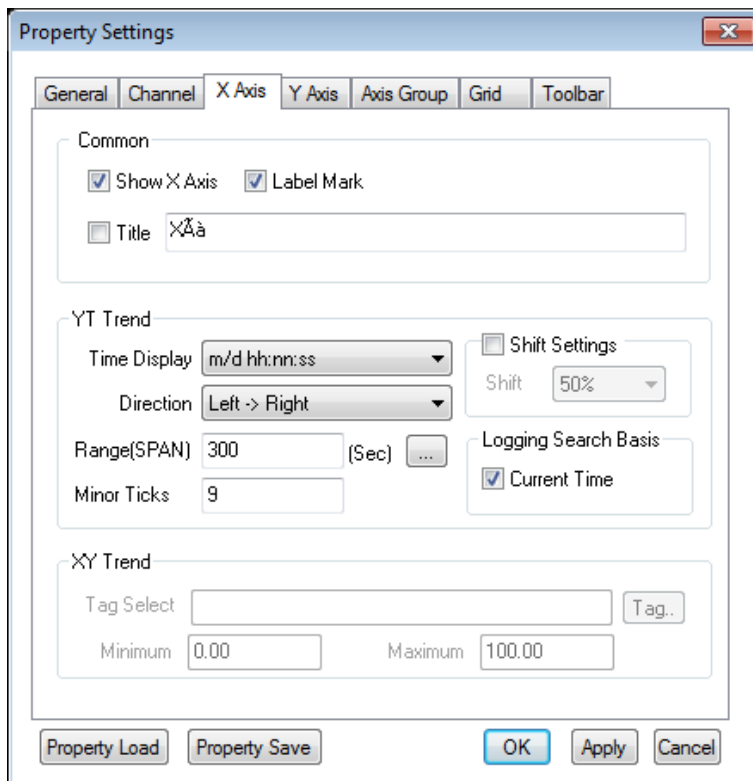 Property Settings
General Channel X Axis Y Axis Axis Group Grid Toolbar
Common
Show X Axis Label Mark
Title XÃà
YT Trend
Time Display m/d hh:nn:ss
Shift Settings
Shift 50%
Direction Left -> Right
Range(SPAN) 300 (Sec) ...
Logging Search Basis
Current Time
Minor Ticks 9
XY Trend
Tag Select Tag..
Minimum 0.00 Maximum 100.00
Property Load Property Save OK Apply Cancel